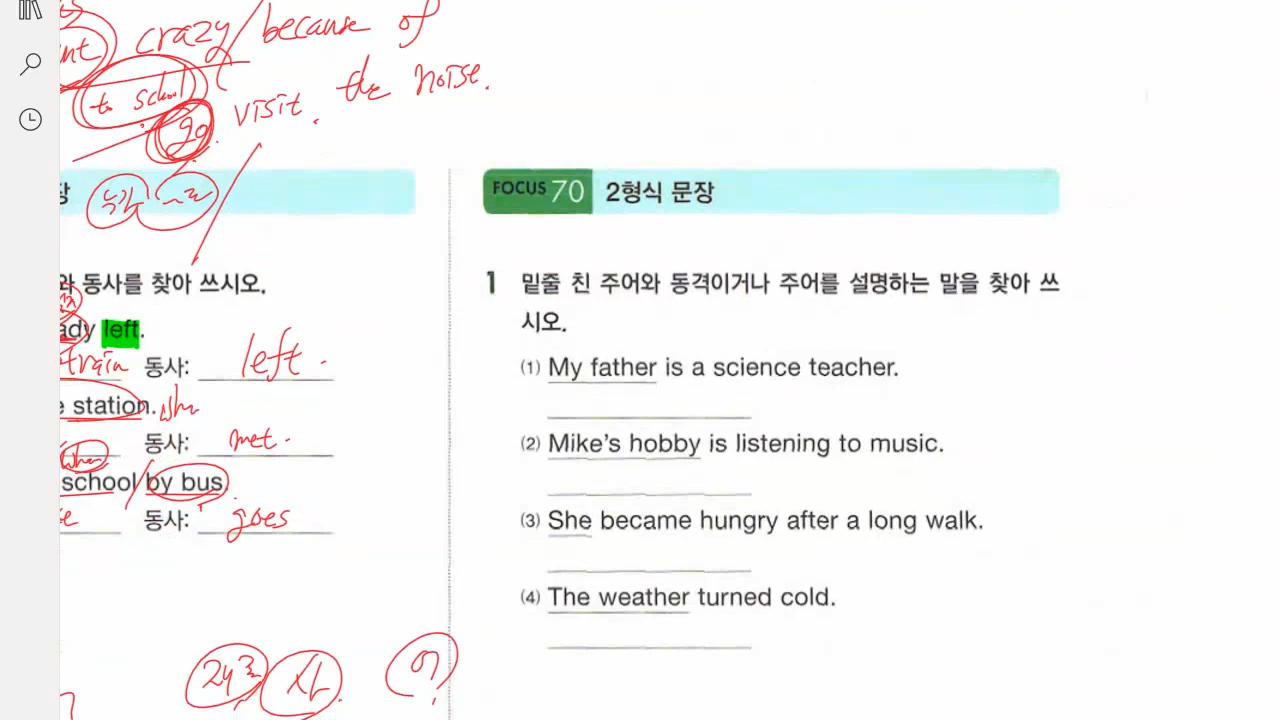 crazy / because of
to school
the noise.
go visit.
FOCUS 70 2형식 문장
와 동사를 찾아 쓰시오.
left.
train 동사: left.
station.
동사: met.
when
school / by bus.
동사: goes
1 밑줄 친 주어와 동격이거나 주어를 설명하는 말을 찾아 쓰
시오.
(1) My father is a science teacher.
(2) Mike's hobby is listening to music.
(3) She became hungry after a long walk.
(4) The weather turned cold.